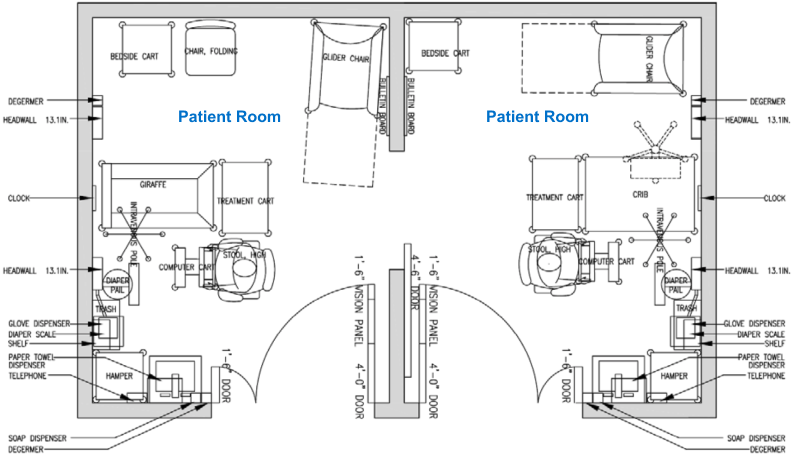 BEDSIDE CART
CHAIR, FOLDING
GLIDER CHAIR
BEDSIDE CART
GLIDER CHAIR
DEGERMER
HEADWALL 13.1IN.
Patient Room
BULLETIN BOARD
BULLETIN BOARD
Patient Room
DEGERMER
HEADWALL 13.1IN.
CLOCK
GIRAFFE
TREATMENT CART
TREATMENT CART
CRIB
CLOCK
INTRAVENOUS POLE
INTRAVENOUS POLE
STOOL, HIGH
COMPUTER CART
STOOL, HIGH
COMPUTER CART
HEADWALL 13.1IN.
DIAPER
PAIL
HEADWALL 13.1IN.
DIAPER
PAIL
TRASH
TRASH
1'-6" VISION PANEL
4'-0" DOOR
4'-6" DOOR
1'-6" VISION PANEL
4'-0" DOOR
GLOVE DISPENSER
DIAPER SCALE
SHELF
PAPER TOWEL
DISPENSER
TELEPHONE
HAMPER
1'-6" DOOR
1'-6" DOOR
HAMPER
GLOVE DISPENSER
DIAPER SCALE
SHELF
PAPER TOWEL
DISPENSER
TELEPHONE
SOAP DISPENSER
DEGERMER
SOAP DISPENSER
DEGERMER